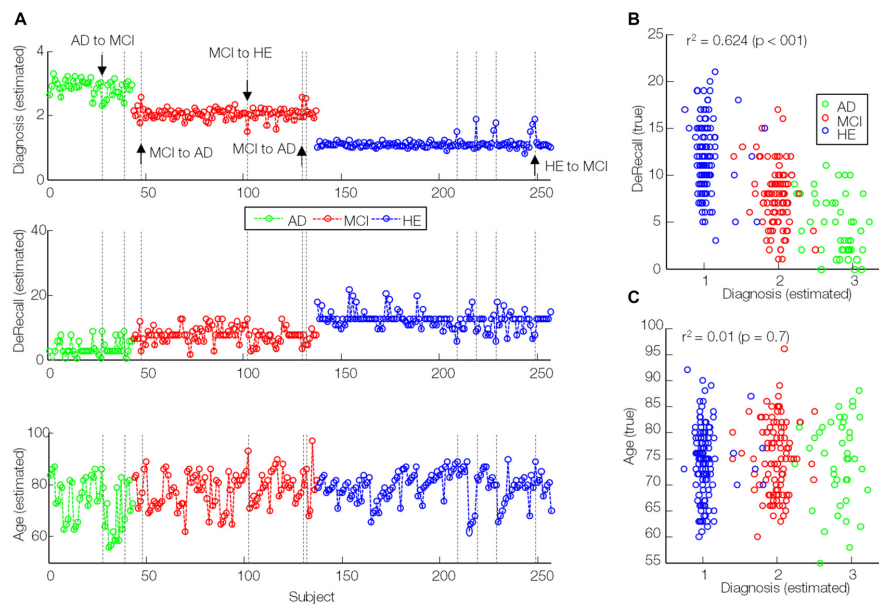 A
Diagnosis (estimated)
4
2
0
AD to MCI
MCI to HE
MCI to AD
MCI to AD
HE to MCI
0 50 100 150 200 250
AD MCI HE
DeRecall (estimated)
40
20
0
0 50 100 150 200 250
Age (estimated)
100
80
60
0 50 100 150 200 250
Subject
B
r² = 0.624 (p < 001)
AD
MCI
HE
DeRecall (true)
25
20
15
10
5
0
1 2 3
Diagnosis (estimated)
C
r² = 0.01 (p = 0.7)
Age (true)
100
95
90
85
80
75
70
65
60
55
1 2 3
Diagnosis (estimated)